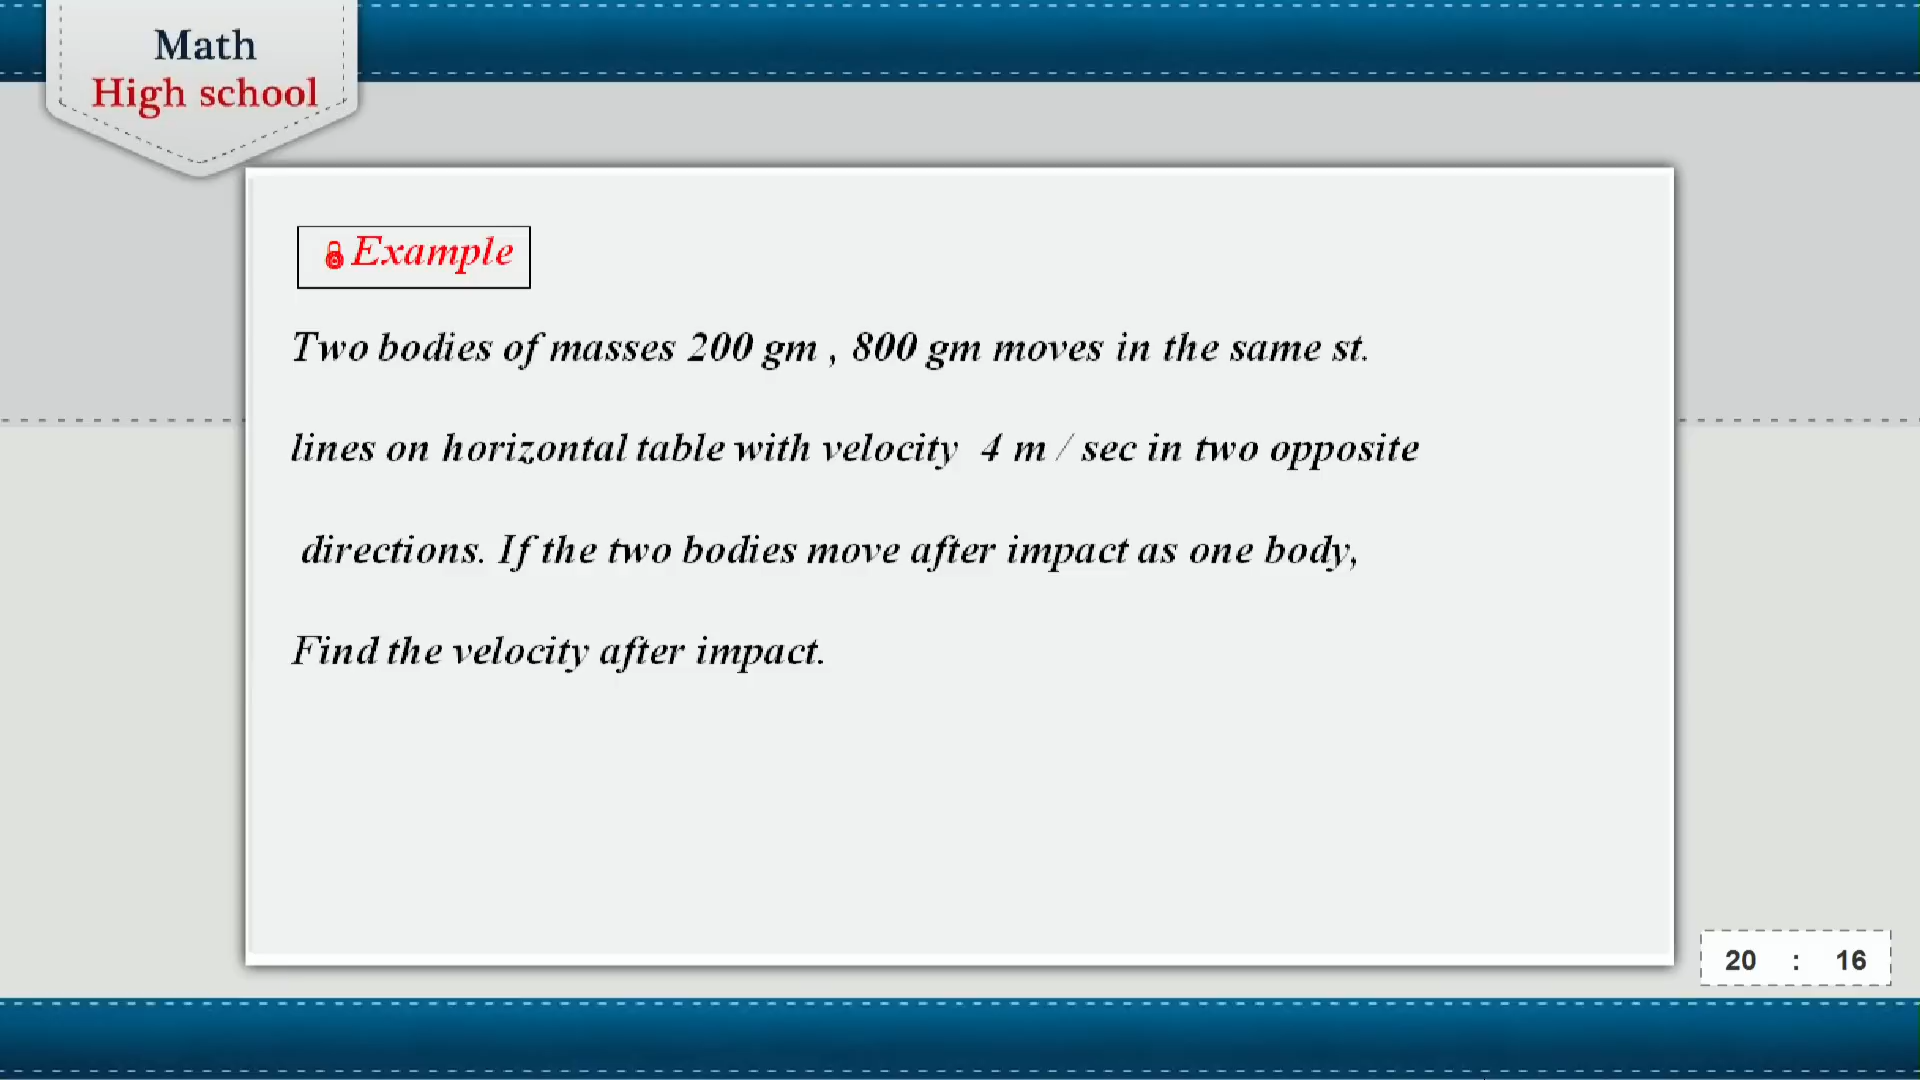 Math
High school
Example
Two bodies of masses 200 gm , 800 gm moves in the same st.
lines on horizontal table with velocity 4 m / sec in two opposite
directions. If the two bodies move after impact as one body,
Find the velocity after impact.
20 : 16